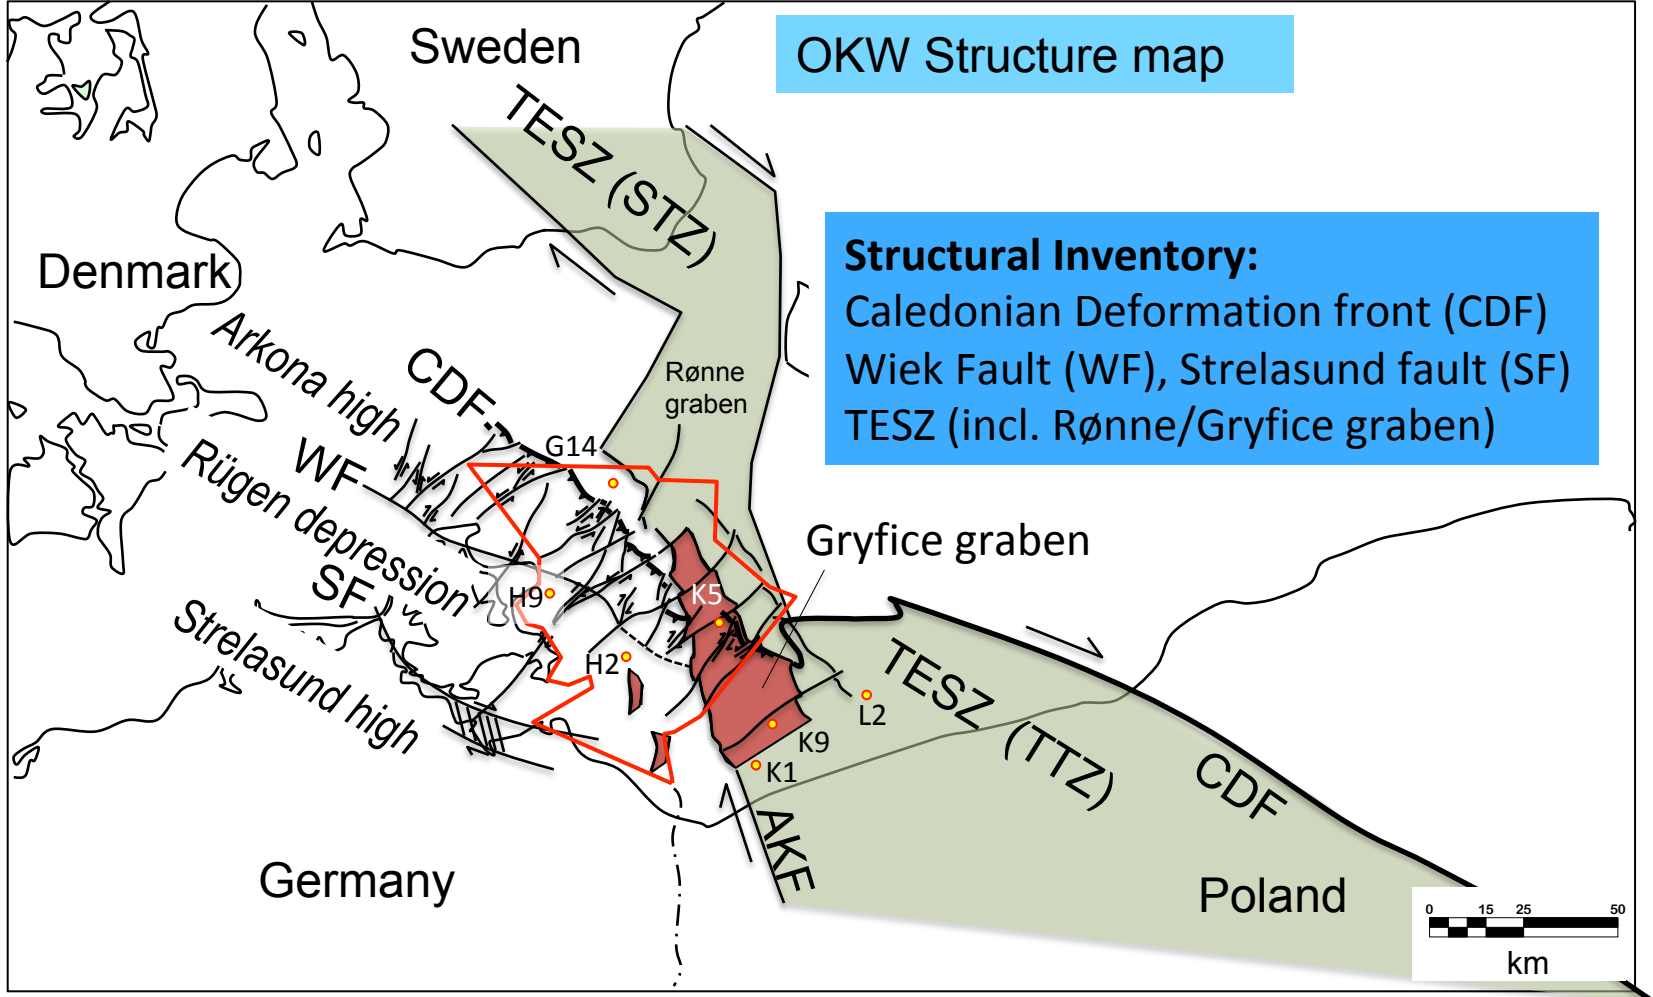 Sweden
OKW Structure map
TESZ (STZ)
Denmark
Structural Inventory:
Caledonian Deformation front (CDF)
Wiek Fault (WF), Strelasund fault (SF)
TESZ (incl. Rønne/Gryfice graben)
Arkona high
CDF
Rønne
graben
WF
G14
Rügen depression
Gryfice graben
SF
H9
K5
Strelasund high
H2
L2
TESZ (TTZ)
K9
K1
CDF
AKF
Germany
Poland
0 15 25 50
km